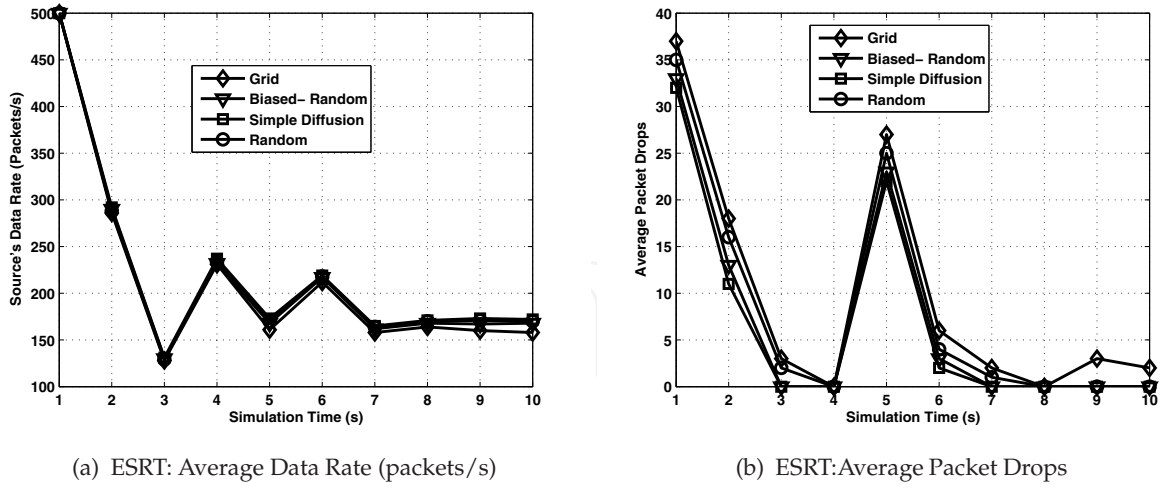 500
450
400
350
300
250
200
150
100
1 2 3 4 5 6 7 8 9 10
Source's Data Rate (Packets/s)
Simulation Time (s)
Grid
Biased− Random
Simple Diffusion
Random
(a) ESRT: Average Data Rate (packets/s)
40
35
30
25
20
15
10
5
0
1 2 3 4 5 6 7 8 9 10
Average Packet Drops
Simulation Time (s)
Grid
Biased− Random
Simple Diffusion
Random
(b) ESRT:Average Packet Drops